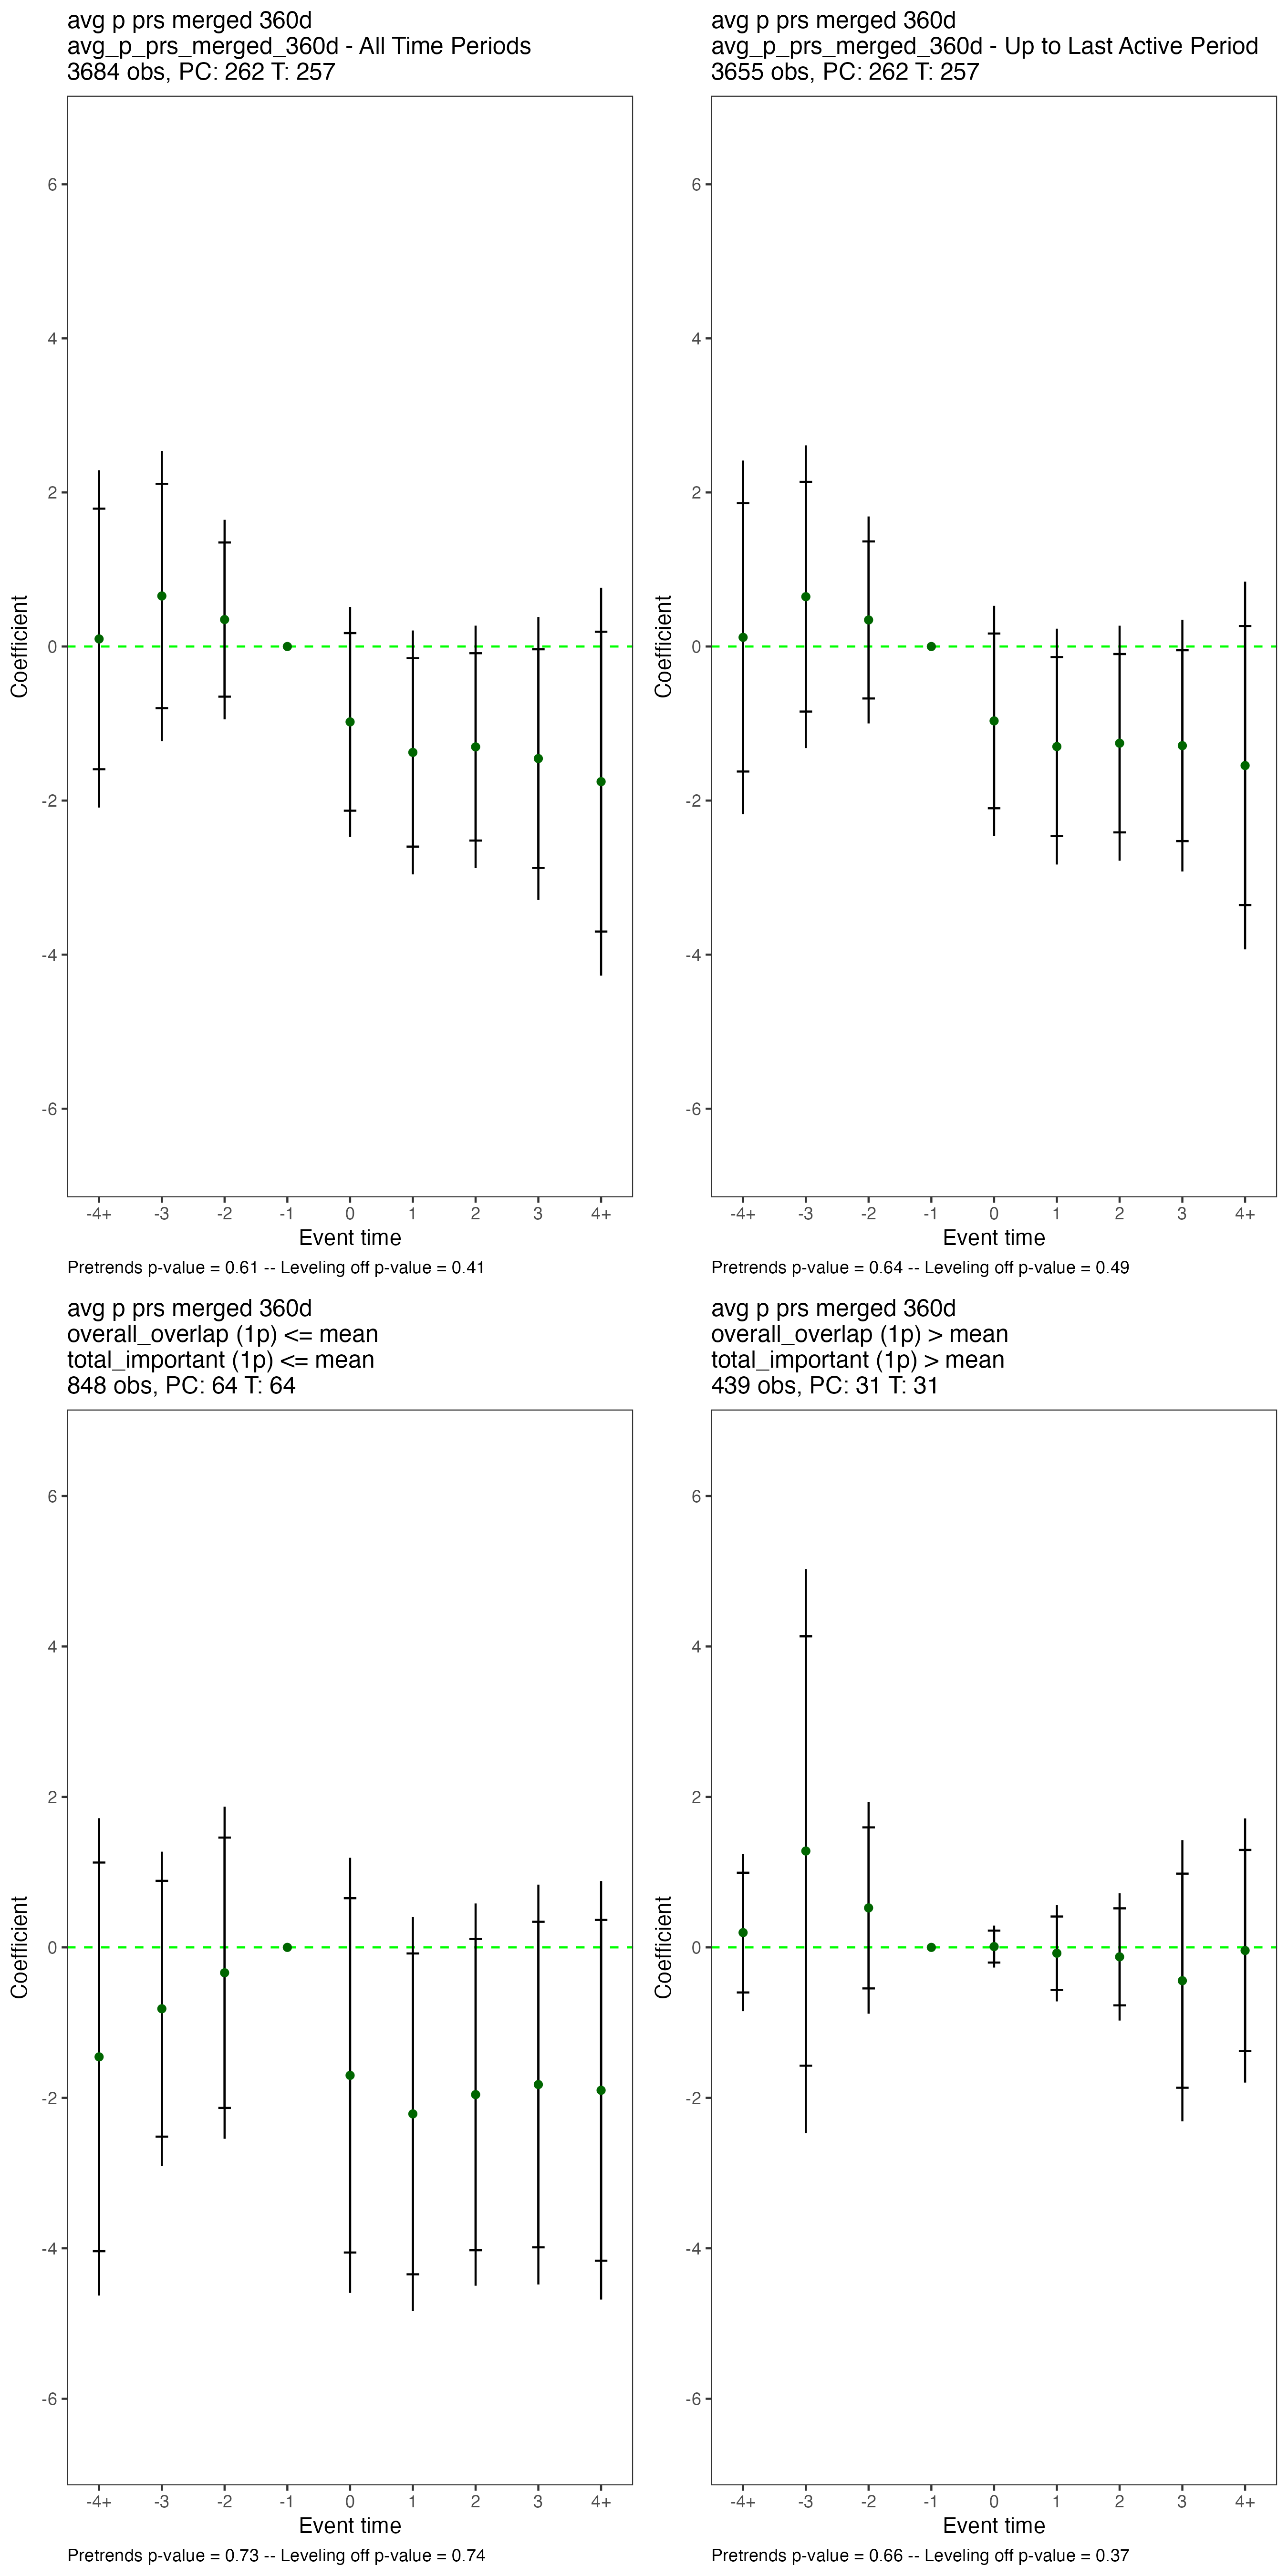 avg p prs merged 360d
avg_p_prs_merged_360d - All Time Periods
3684 obs, PC: 262 T: 257
6
4
2
0
-2
-4
-6
Coefficient
-4+ -3 -2 -1 0 1 2 3 4+
Event time
Pretrends p-value = 0.61 -- Leveling off p-value = 0.41
avg p prs merged 360d
avg_p_prs_merged_360d - Up to Last Active Period
3655 obs, PC: 262 T: 257
6
4
2
0
-2
-4
-6
Coefficient
-4+ -3 -2 -1 0 1 2 3 4+
Event time
Pretrends p-value = 0.64 -- Leveling off p-value = 0.49
avg p prs merged 360d
overall_overlap (1p) <= mean
total_important (1p) <= mean
848 obs, PC: 64 T: 64
6
4
2
0
-2
-4
-6
Coefficient
-4+ -3 -2 -1 0 1 2 3 4+
Event time
Pretrends p-value = 0.73 -- Leveling off p-value = 0.74
avg p prs merged 360d
overall_overlap (1p) > mean
total_important (1p) > mean
439 obs, PC: 31 T: 31
6
4
2
0
-2
-4
-6
Coefficient
-4+ -3 -2 -1 0 1 2 3 4+
Event time
Pretrends p-value = 0.66 -- Leveling off p-value = 0.37